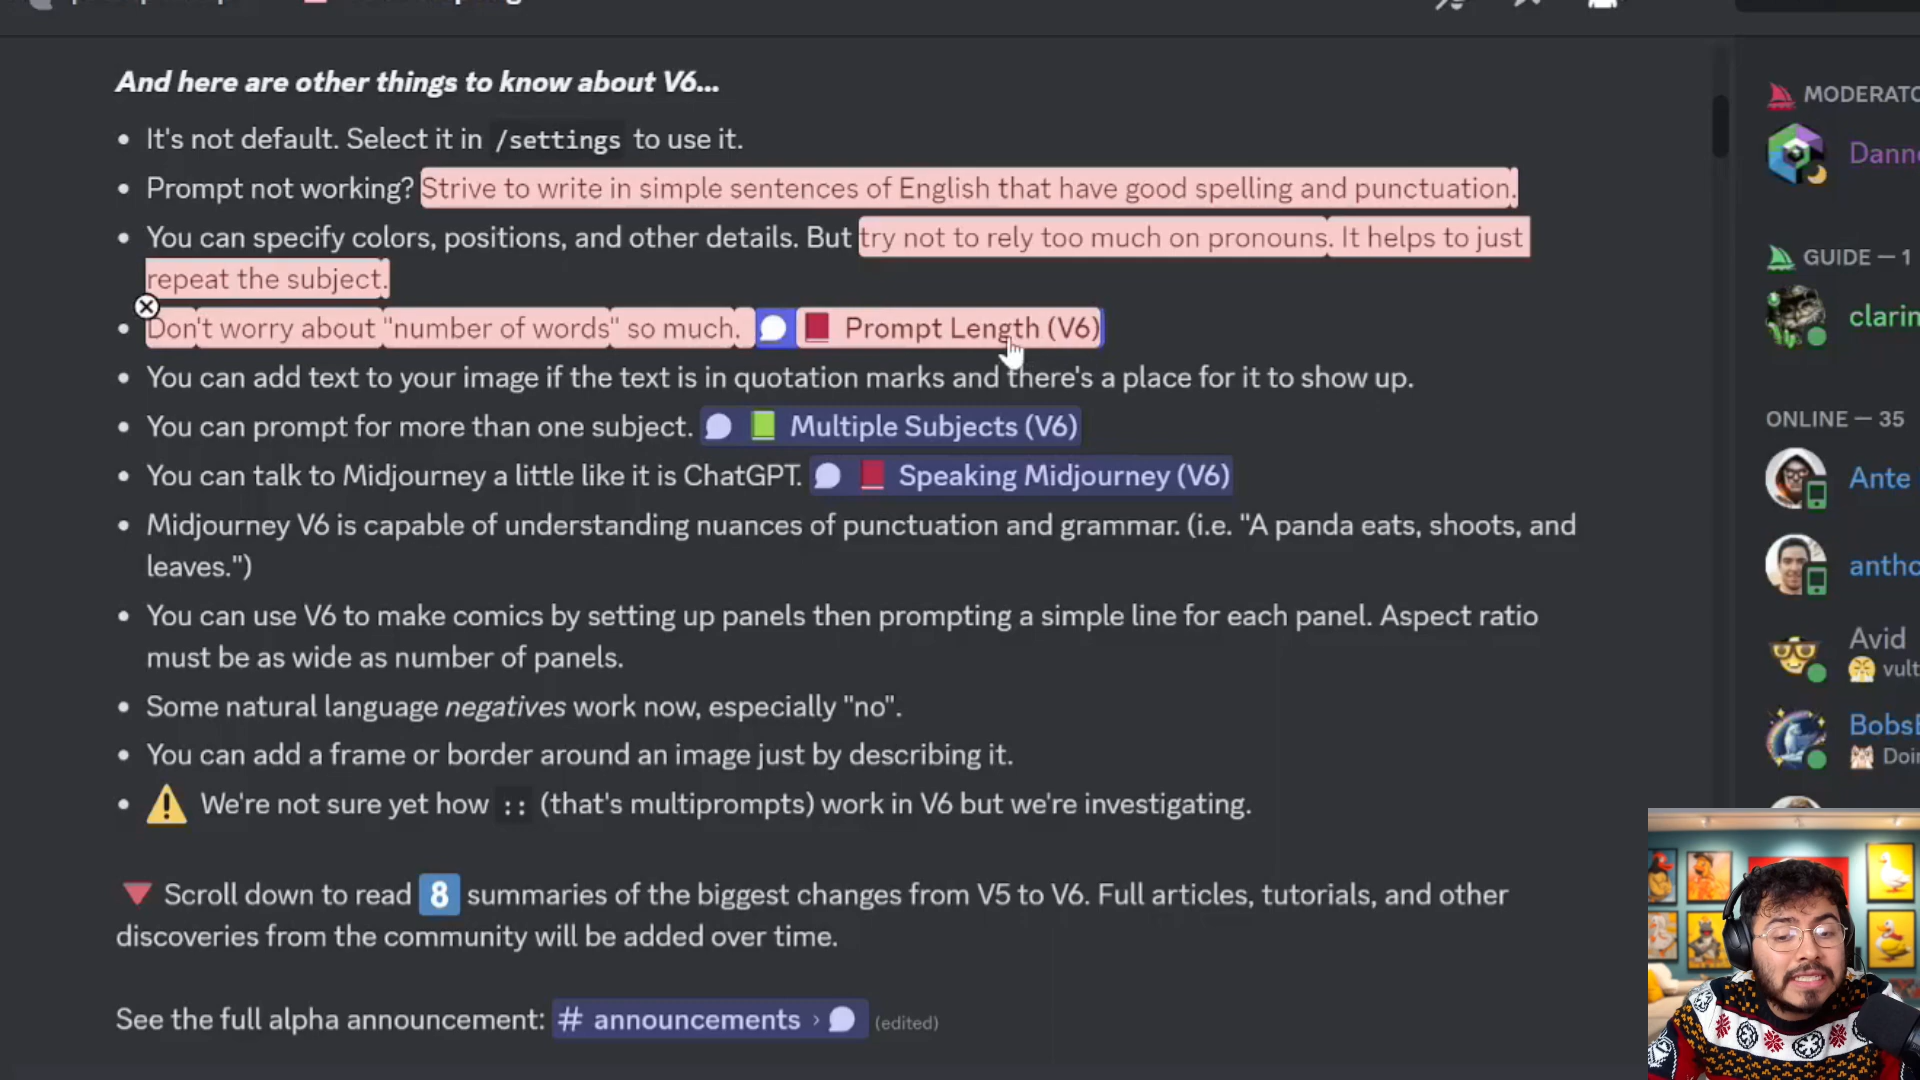 And here are other things to know about V6...
• It's not default. Select it in /settings to use it.
• Prompt not working? Strive to write in simple sentences of English that have good spelling and punctuation.
• You can specify colors, positions, and other details. But try not to rely too much on pronouns. It helps to just
repeat the subject.
• Don't worry about "number of words" so much. Prompt Length (V6)
• You can add text to your image if the text is in quotation marks and there's a place for it to show up.
• You can prompt for more than one subject. Multiple Subjects (V6)
• You can talk to Midjourney a little like it is ChatGPT. Speaking Midjourney (V6)
• Midjourney V6 is capable of understanding nuances of punctuation and grammar. (i.e. "A panda eats, shoots, and
leaves.")
• You can use V6 to make comics by setting up panels then prompting a simple line for each panel. Aspect ratio
must be as wide as number of panels.
• Some natural language negatives work now, especially "no".
• You can add a frame or border around an image just by describing it.
• ⚠️ We're not sure yet how :: (that's multiprompts) work in V6 but we're investigating.
🔻 Scroll down to read 8 summaries of the biggest changes from V5 to V6. Full articles, tutorials, and other
discoveries from the community will be added over time.
See the full alpha announcement: # announcements › (edited)
MODERATO
Dann
GUIDE — 1
clarin
ONLINE — 35
Ante
antho
Avid
vult
BobsE
Doin